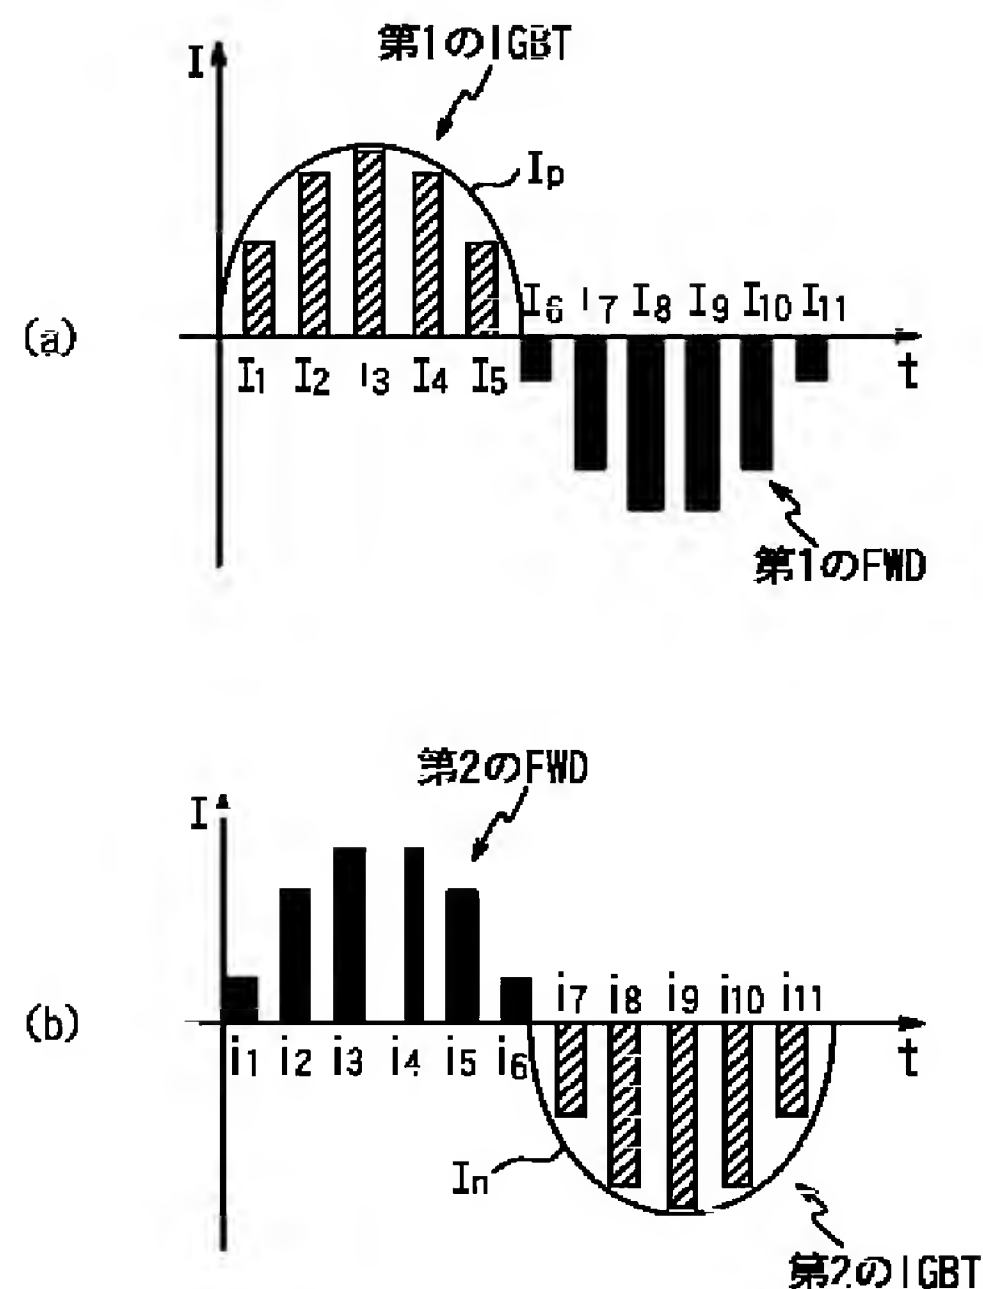 第1のIGBT
I
Ip
I6 I7 I8 I9 I10 I11
(a)
I1 I2 I3 I4 I5
t
第1のFWD
第2のFWD
I
i7 i8 i9 i10 i11
(b)
i1 i2 i3 i4 i5 i6
t
In
第2のIGBT